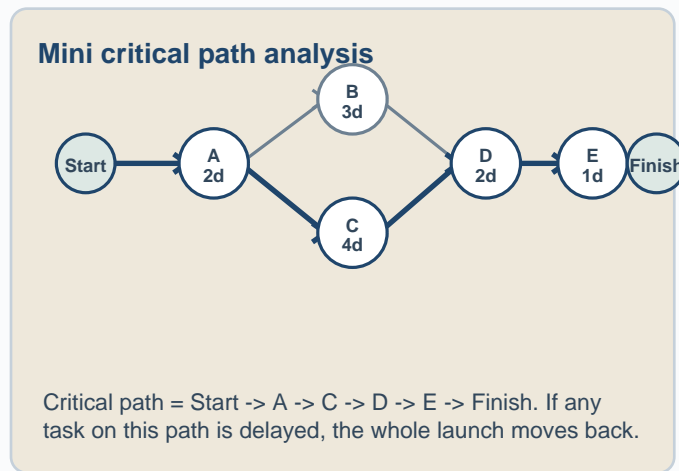 Mini critical path analysis
B
3d
Start
A
2d
D
2d
E
1d
Finish
C
4d
Critical path = Start -> A -> C -> D -> E -> Finish. If any
task on this path is delayed, the whole launch moves back.